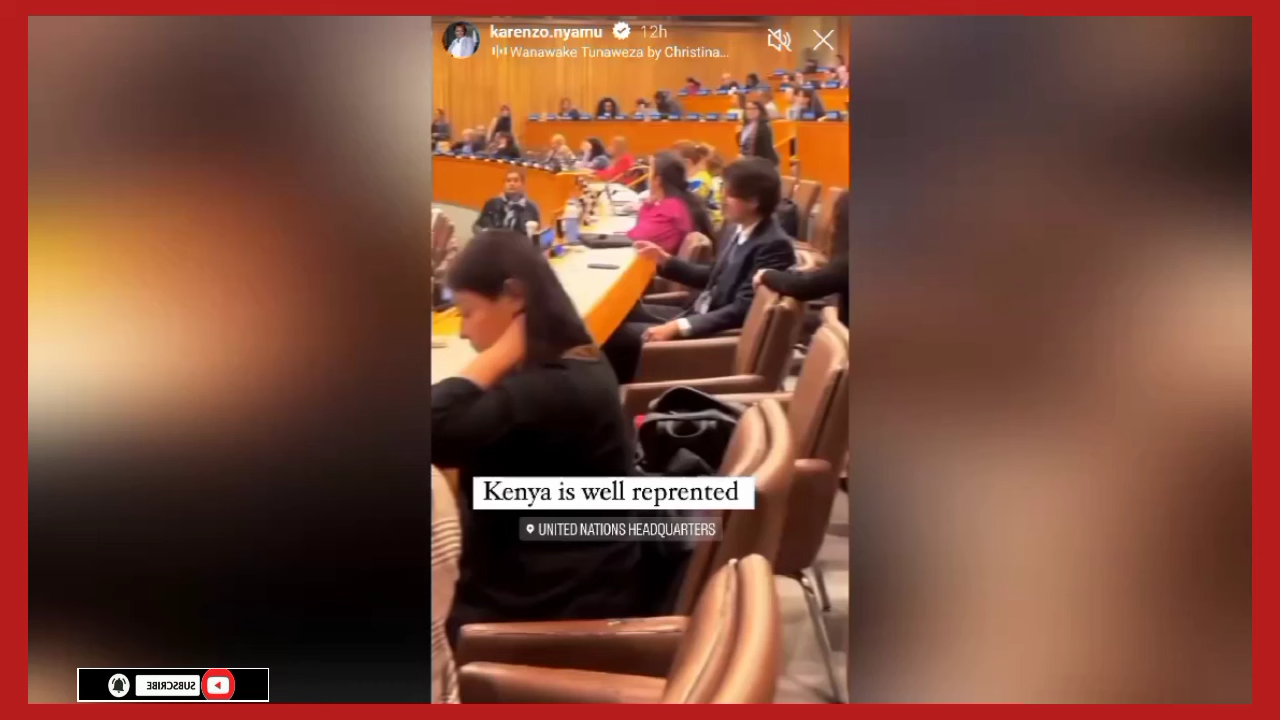 karenzo.nyamu 12h
Wanawake Tunaweza by Christina...
Kenya is well reprented
UNITED NATIONS HEADQUARTERS
SUBSCRIBE